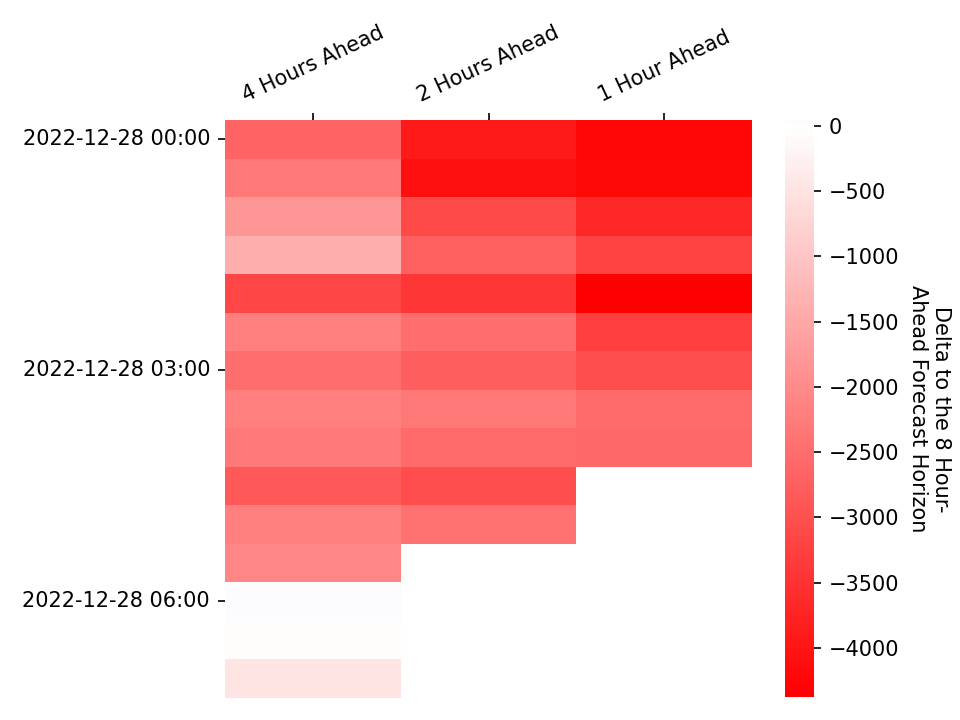 4 Hours Ahead
2 Hours Ahead
1 Hour Ahead
2022-12-28 00:00
2022-12-28 03:00
2022-12-28 06:00
0
−500
−1000
−1500
−2000
−2500
−3000
−3500
−4000
Delta to the 8 Hour-
Ahead Forecast Horizon